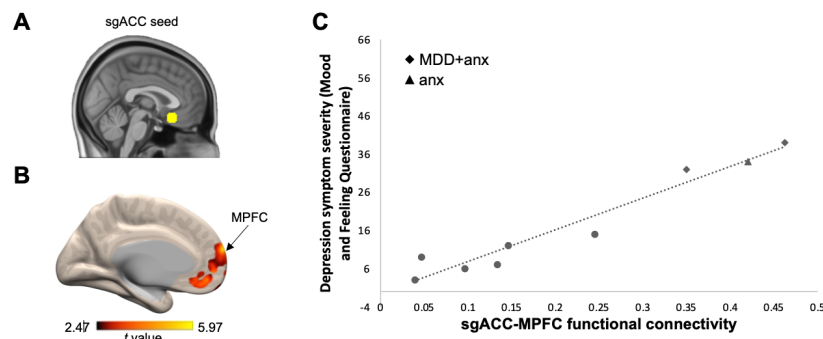 A
sgACC seed
B
MPFC
2.47
5.97
t value
C
Depression symptom severity (Mood
and Feeling Questionnaire)
66
56
46
36
26
16
6
-4
MDD+anx
anx
0 0.05 0.1 0.15 0.2 0.25 0.3 0.35 0.4 0.45 0.5
sgACC-MPFC functional connectivity